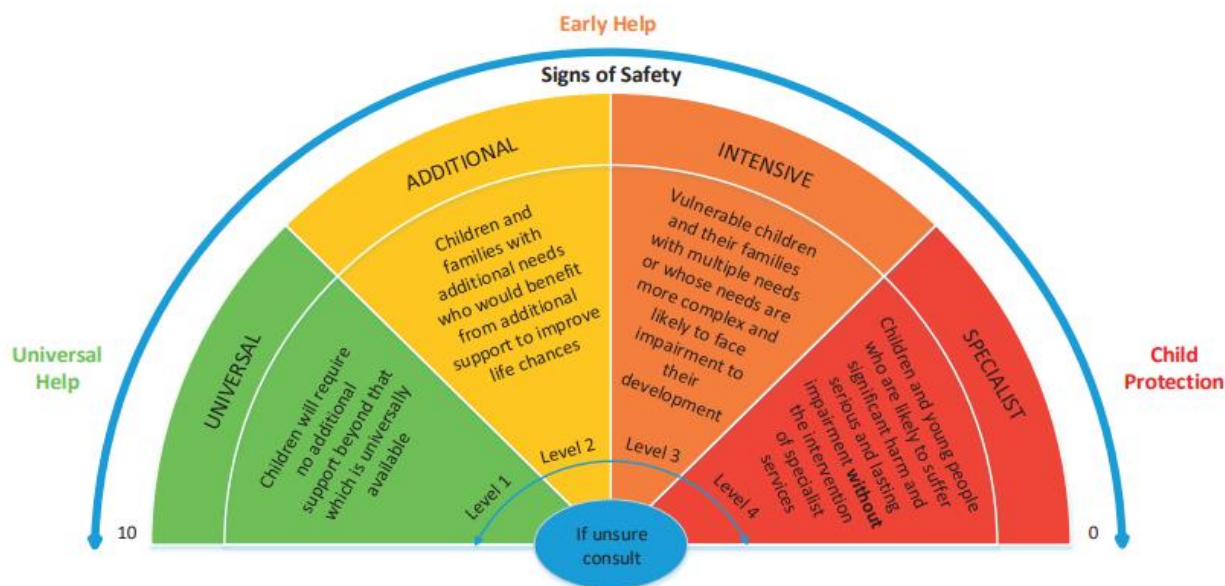 Early Help
Signs of Safety
Universal
Help
Child
Protection
10
0
UNIVERSAL
Children will require
no additional
support beyond that
which is universally
available
Level 1
ADDITIONAL
Children and
families with
additional needs
who would benefit
from additional
support to improve
life chances
Level 2
INTENSIVE
Vulnerable children
and their families
with multiple needs
or whose needs are
more complex and
likely to face
impairment to
their
development
Level 3
SPECIALIST
Children and young people
who are likely to suffer
significant harm and
serious and lasting
impairment without
the intervention
of specialist
services
Level 4
If unsure
consult